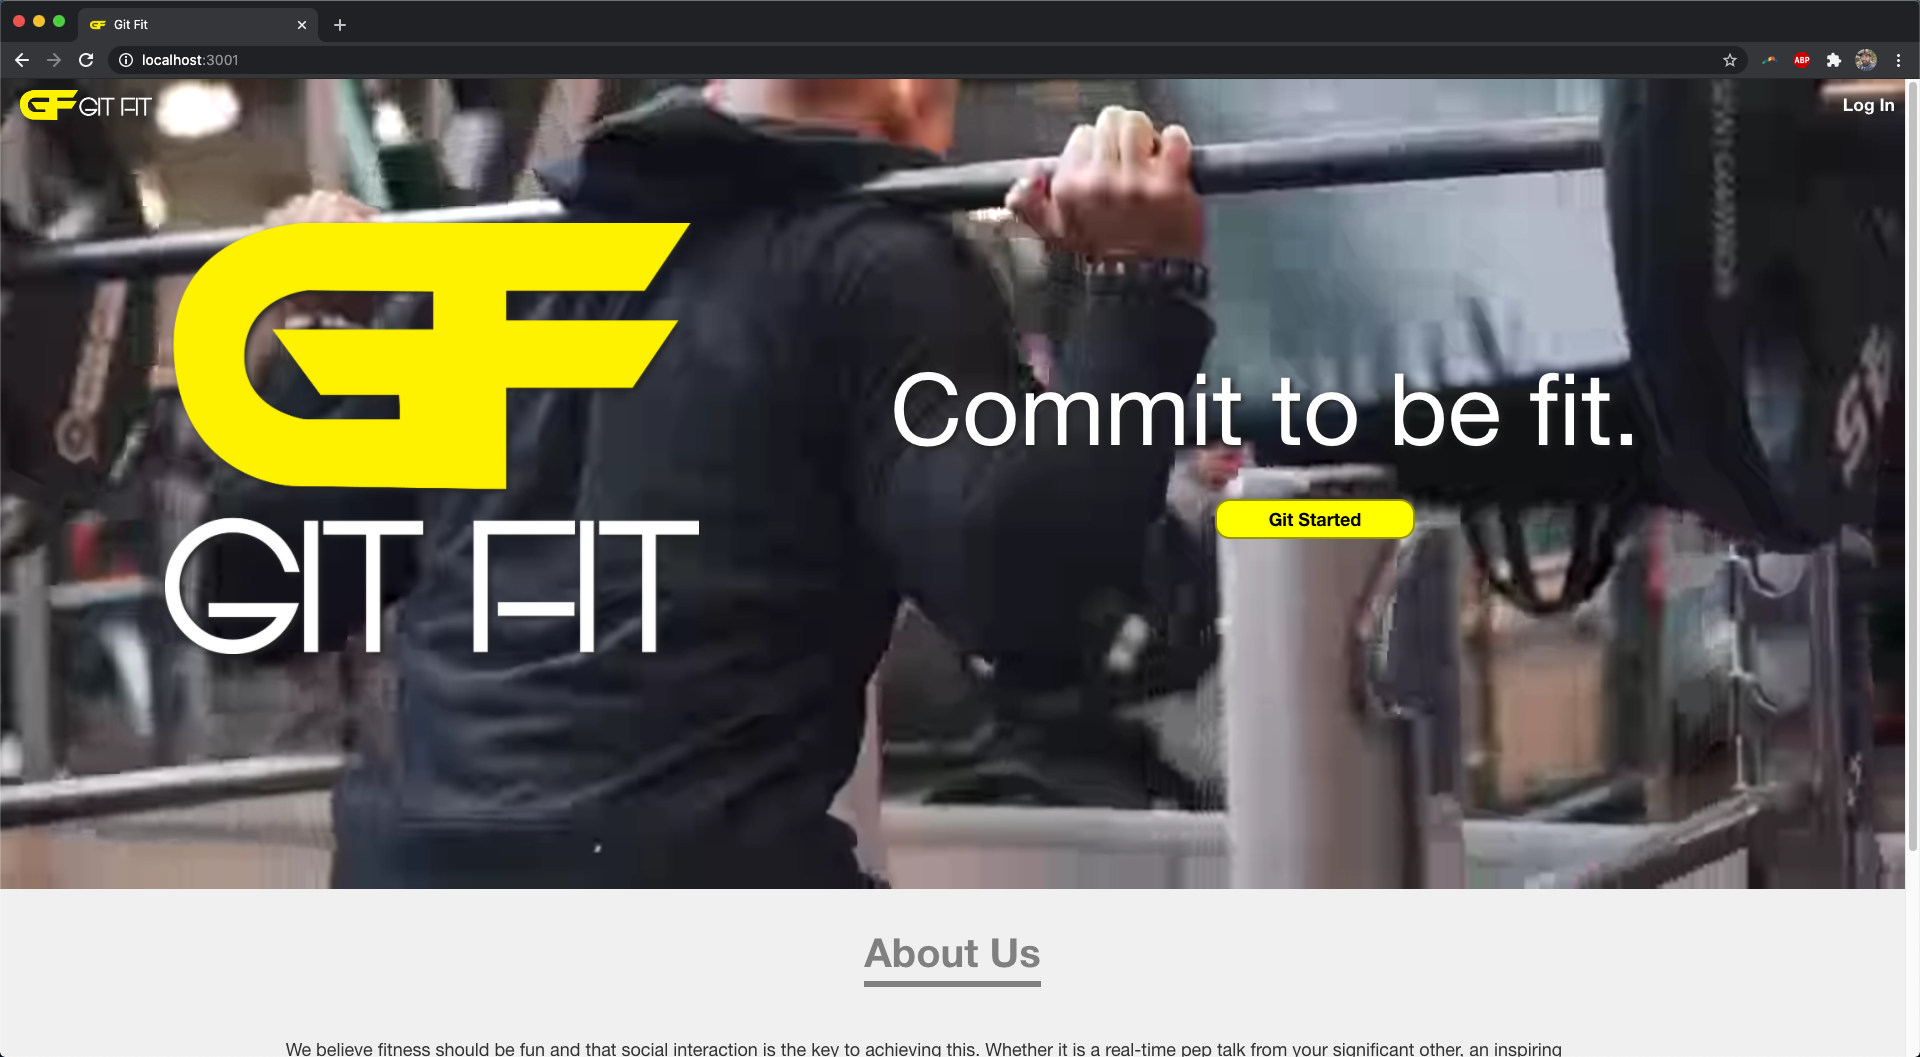 Git Fit
localhost:3001
ABP
GF GIT FIT
Log In
GF
GIT FIT
Commit to be fit.
Git Started
About Us
We believe fitness should be fun and that social interaction is the key to achieving this. Whether it is a real-time pep talk from your significant other, an inspiring